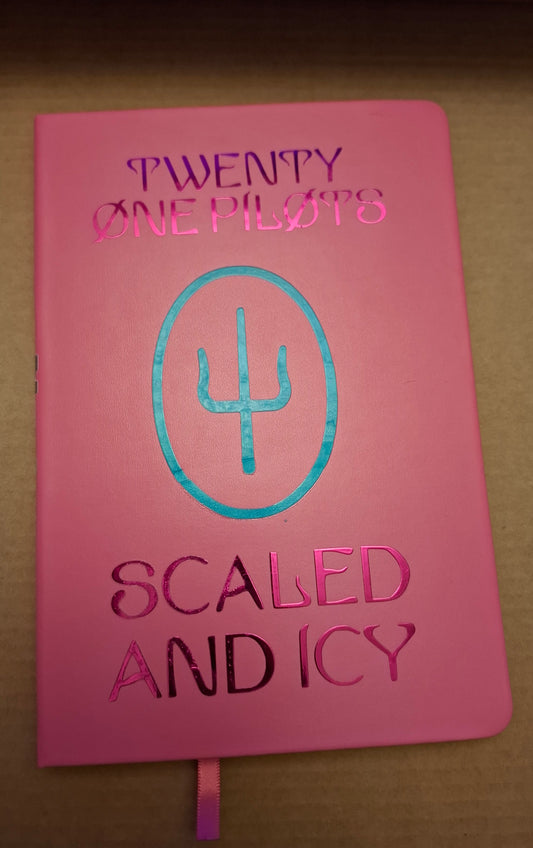 TWENTY
ØNE PILØTS
SCALED
AND ICY